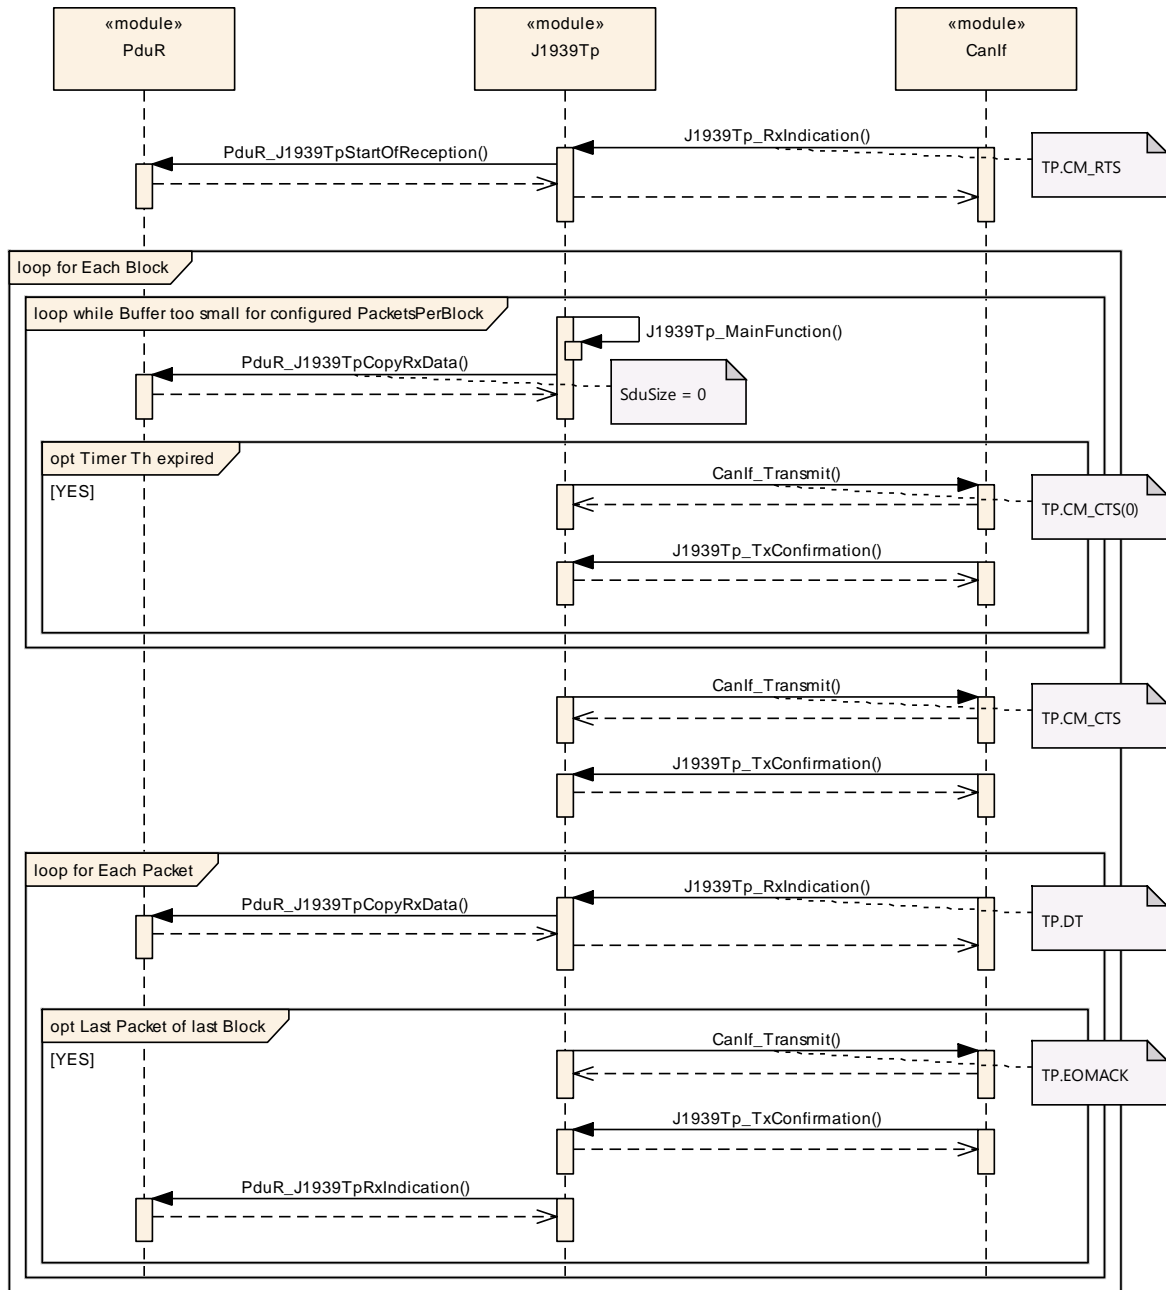 «module»
PduR
«module»
J1939Tp
«module»
CanIf
J1939Tp_RxIndication()
PduR_J1939TpStartOfReception()
TP.CM_RTS
loop for Each Block
loop while Buffer too small for configured PacketsPerBlock
J1939Tp_MainFunction()
PduR_J1939TpCopyRxData()
SduSize = 0
opt Timer Th expired
[YES]
CanIf_Transmit()
TP.CM_CTS(0)
J1939Tp_TxConfirmation()
CanIf_Transmit()
TP.CM_CTS
J1939Tp_TxConfirmation()
loop for Each Packet
J1939Tp_RxIndication()
PduR_J1939TpCopyRxData()
TP.DT
opt Last Packet of last Block
[YES]
CanIf_Transmit()
TP.EOMACK
J1939Tp_TxConfirmation()
PduR_J1939TpRxIndication()